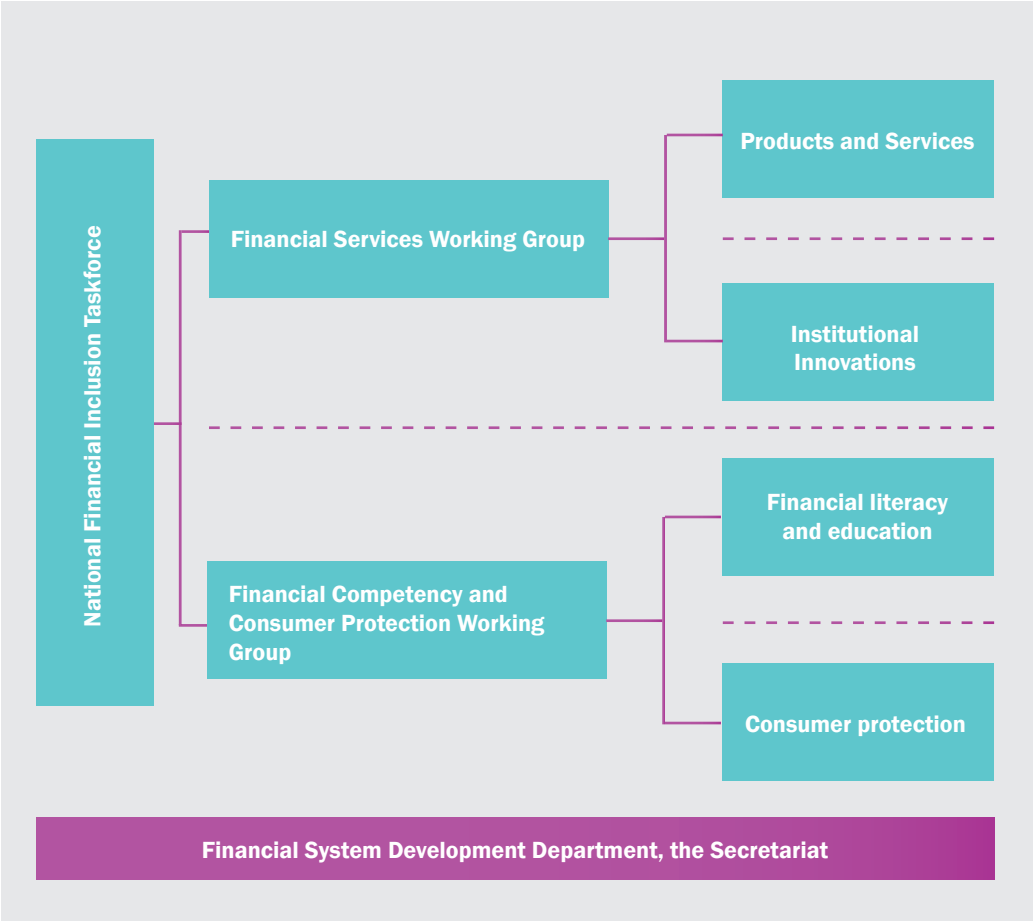 National Financial Inclusion Taskforce
Financial Services Working Group
Products and Services
Institutional
Innovations
Financial Competency and
Consumer Protection Working
Group
Financial literacy
and education
Consumer protection
Financial System Development Department, the Secretariat